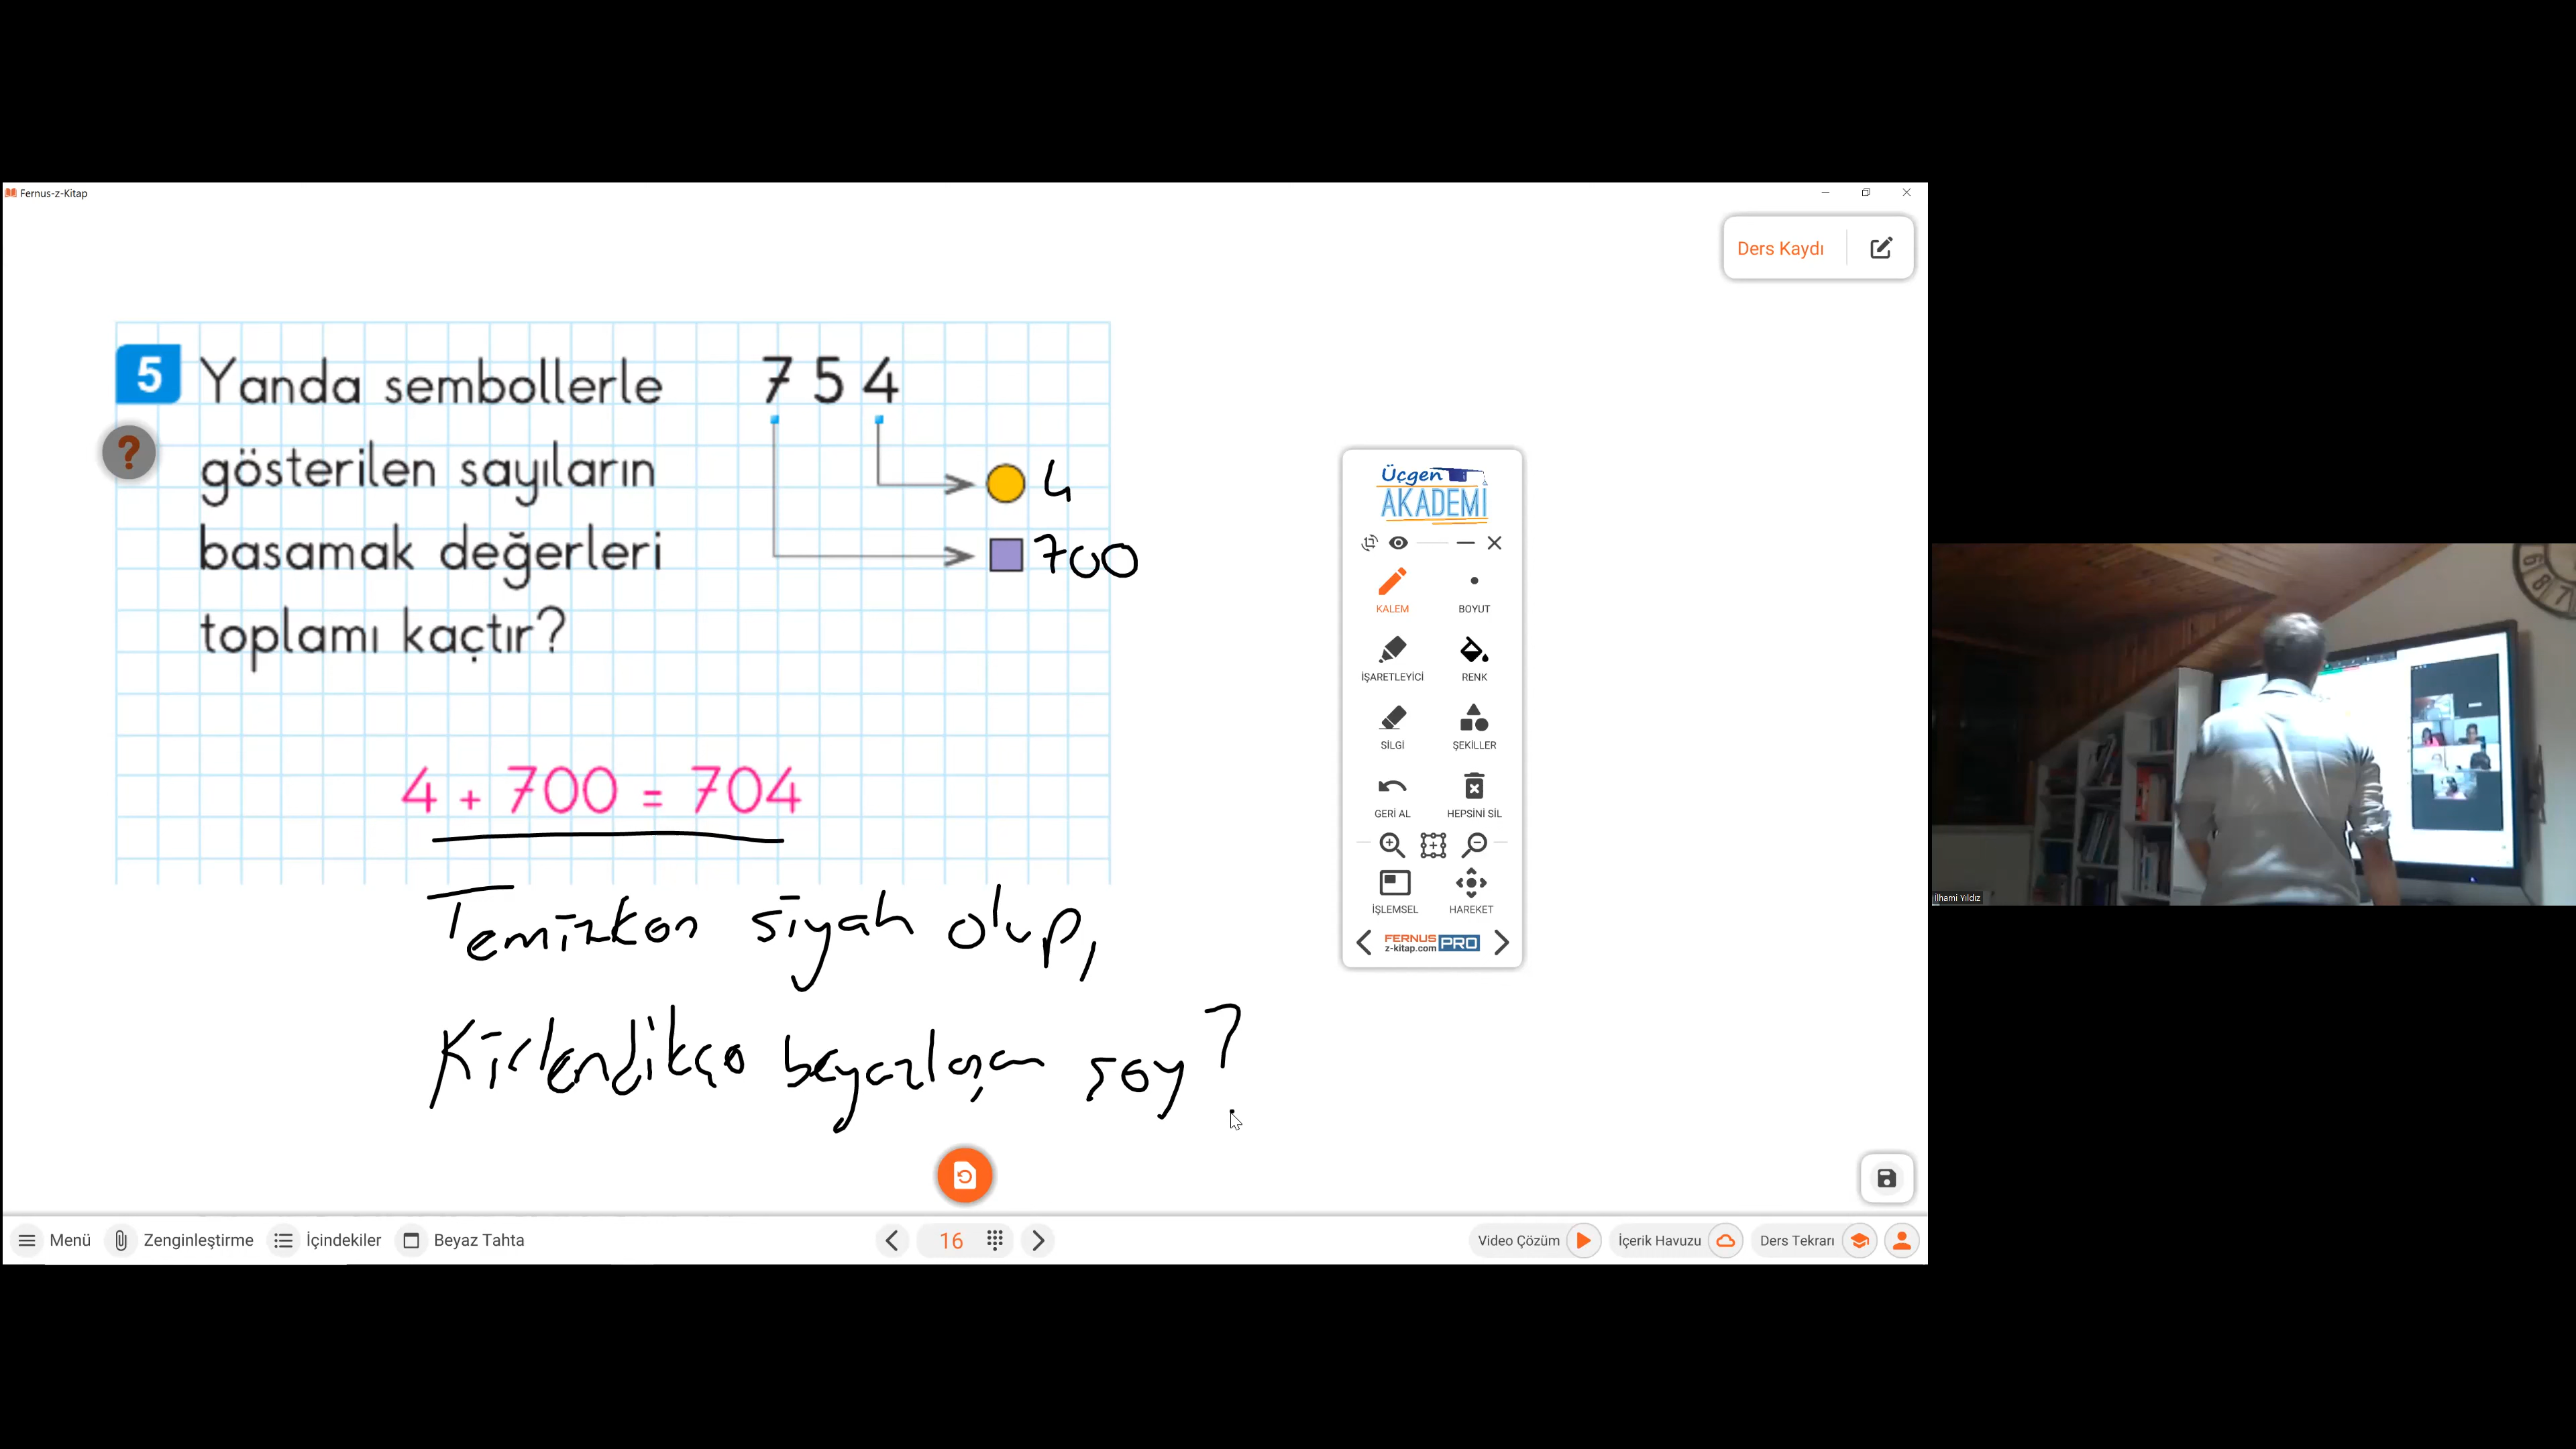 Fernus-z-Kitap
Ders Kaydı
5 Yanda sembollerle
gösterilen sayıların
basamak değerleri
toplamı kaçtır?
?
754
4
700
4 + 700 = 704
Temizken siyah olup,
Kirlendikçe beyazlaşan şey?
Üçgen
AKADEMİ
KALEM BOYUT
İŞARETLEYİCİ RENK
SİLGİ ŞEKİLLER
GERİ AL HEPSİNİ SİL
İŞLEMSEL HAREKET
FERNUS
z-kitap.com PRO
Menü Zenginleştirme İçindekiler Beyaz Tahta 16 Video Çözüm İçerik Havuzu Ders Tekrarı
İlhami Yıldız